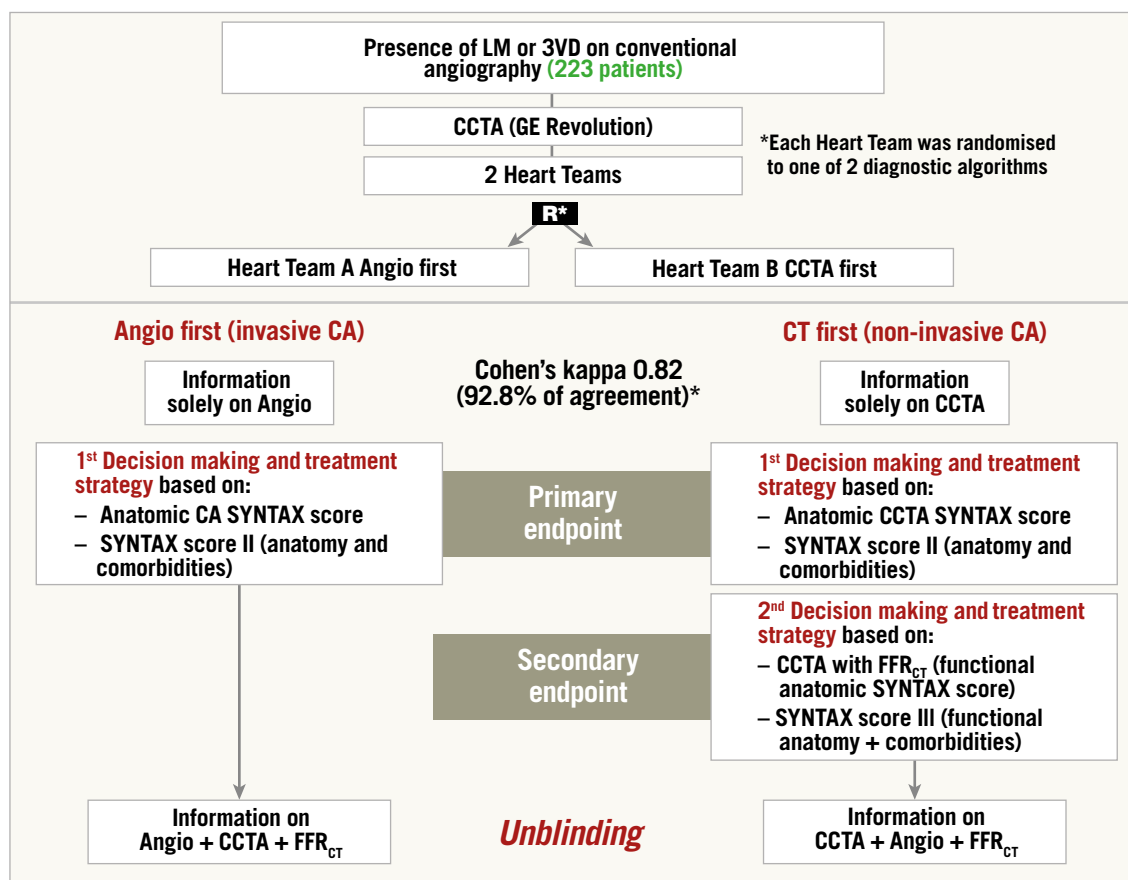 Presence of LM or 3VD on conventional
angiography (223 patients)
CCTA (GE Revolution)
*Each Heart Team was randomised
to one of 2 diagnostic algorithms
2 Heart Teams
R*
Heart Team A Angio first
Heart Team B CCTA first
Angio first (invasive CA)
CT first (non-invasive CA)
Cohen's kappa 0.82
(92.8% of agreement)*
Information
solely on Angio
Information
solely on CCTA
1st Decision making and treatment
strategy based on:
– Anatomic CA SYNTAX score
– SYNTAX score II (anatomy and
comorbidities)
Primary
endpoint
1st Decision making and treatment
strategy based on:
– Anatomic CCTA SYNTAX score
– SYNTAX score II (anatomy and
comorbidities)
Secondary
endpoint
2nd Decision making and treatment
strategy based on:
– CCTA with FFRCT (functional
anatomic SYNTAX score)
– SYNTAX score III (functional
anatomy + comorbidities)
Information on
Angio + CCTA + FFRCT
Unblinding
Information on
CCTA + Angio + FFRCT